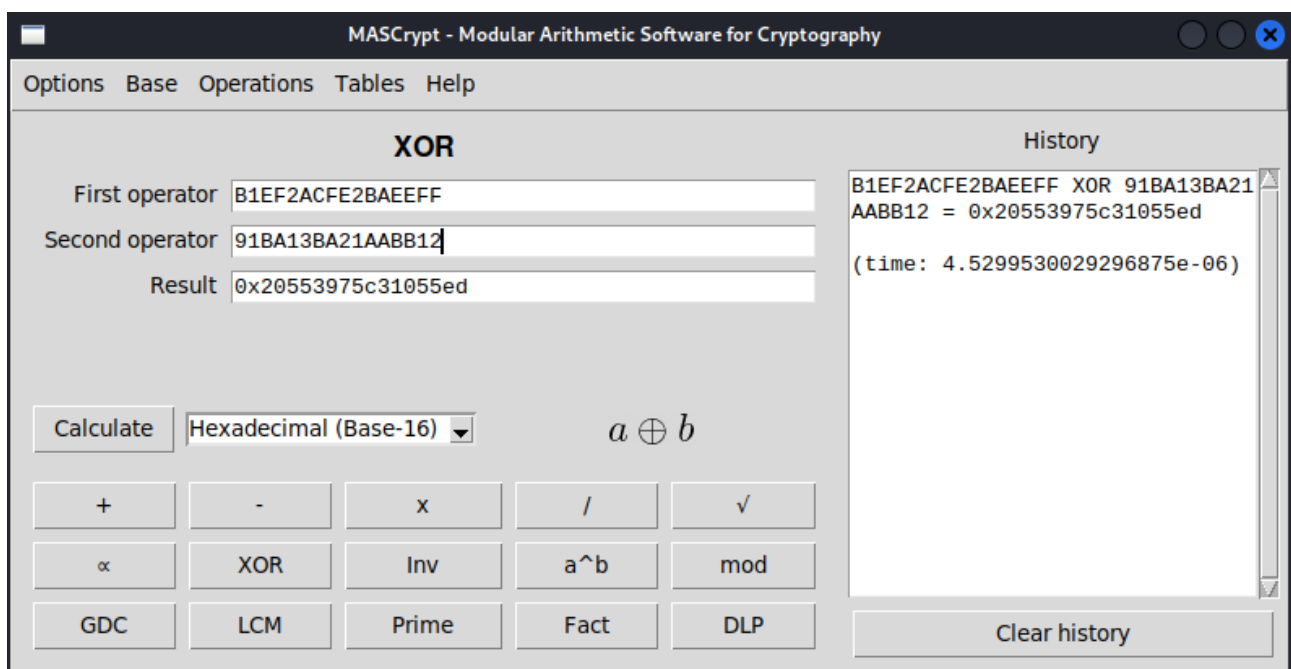 MASCrypt - Modular Arithmetic Software for Cryptography
Options Base Operations Tables Help
XOR
First operator B1EF2ACFE2BAEEFF
Second operator 91BA13BA21AABB12
Result 0x20553975c31055ed
Calculate Hexadecimal (Base-16) a ⊕ b
+ - x / √
∝ XOR Inv a^b mod
GDC LCM Prime Fact DLP
History
B1EF2ACFE2BAEEFF XOR 91BA13BA21
AABB12 = 0x20553975c31055ed
(time: 4.5299530029296875e-06)
Clear history